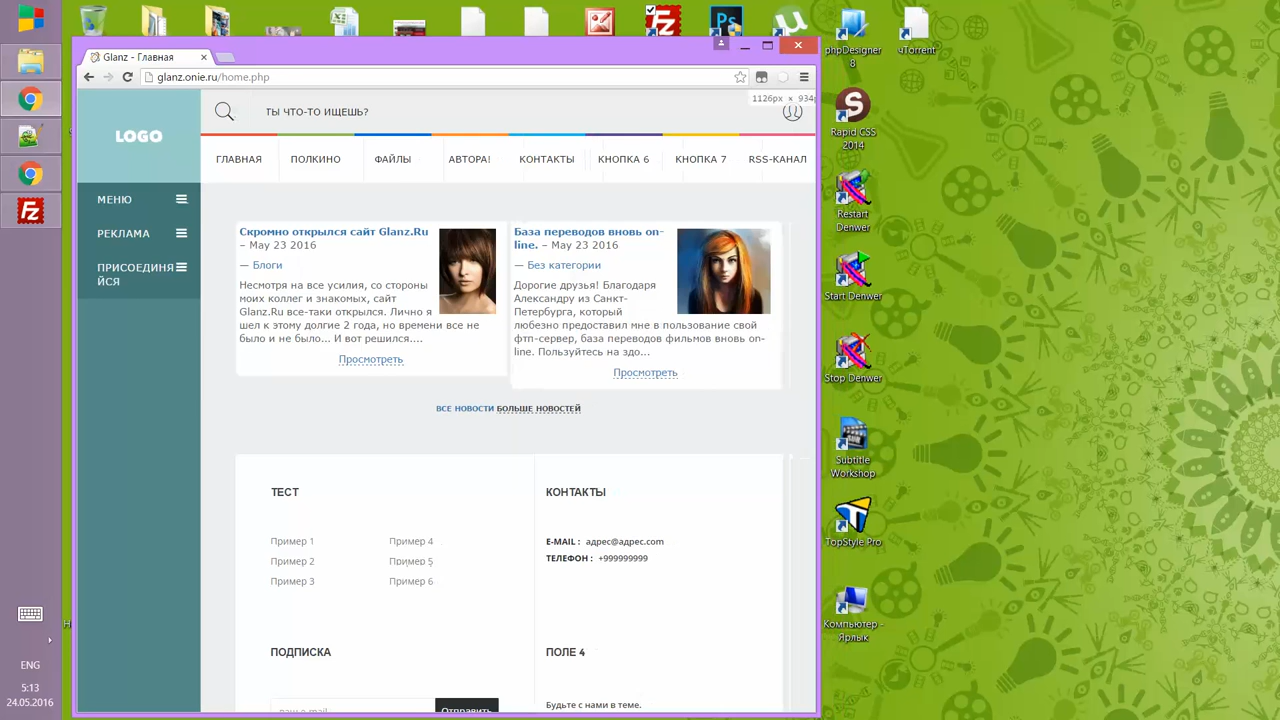 Glanz - Главная
glanz.onie.ru/home.php
1126px × 934p
LOGO
ТЫ ЧТО-ТО ИЩЕШЬ?
ГЛАВНАЯ
ПОЛКИНО
ФАЙЛЫ
АВТОРА!
КОНТАКТЫ
КНОПКА 6
КНОПКА 7
RSS-КАНАЛ
МЕНЮ
РЕКЛАМА
ПРИСОЕДИНЯ
ЙСЯ
Скромно открылся сайт Glanz.Ru
– May 23 2016
— Блоги
Несмотря на все усилия, со стороны
моих коллег и знакомых, сайт
Glanz.Ru все-таки открылся. Лично я
шел к этому долгие 2 года, но времени все не
было и не было... И вот решился....
Просмотреть
База переводов вновь on-
line. – May 23 2016
— Без категории
Дорогие друзья! Благодаря
Александру из Санкт-
Петербурга, который
любезно предоставил мне в пользование свой
фтп-сервер, база переводов фильмов вновь on-
line. Пользуйтесь на здо...
Просмотреть
ВСЕ НОВОСТИ БОЛЬШЕ НОВОСТЕЙ
ТЕСТ
Пример 1
Пример 4
Пример 2
Пример 5
Пример 3
Пример 6
КОНТАКТЫ
E-MAIL : адрес@адрес.com
ТЕЛЕФОН : +999999999
ПОДПИСКА
ваш e-mail
Отправить
ПОЛЕ 4
Будьте с нами в теме.
phpDesigner
8
uTorrent
Rapid CSS
2014
Restart
Denwer
Start Denwer
Stop Denwer
Subtitle
Workshop
TopStyle Pro
Компьютер -
Ярлык
Ps
Fz
Fz
ENG
5:13
24.05.2016